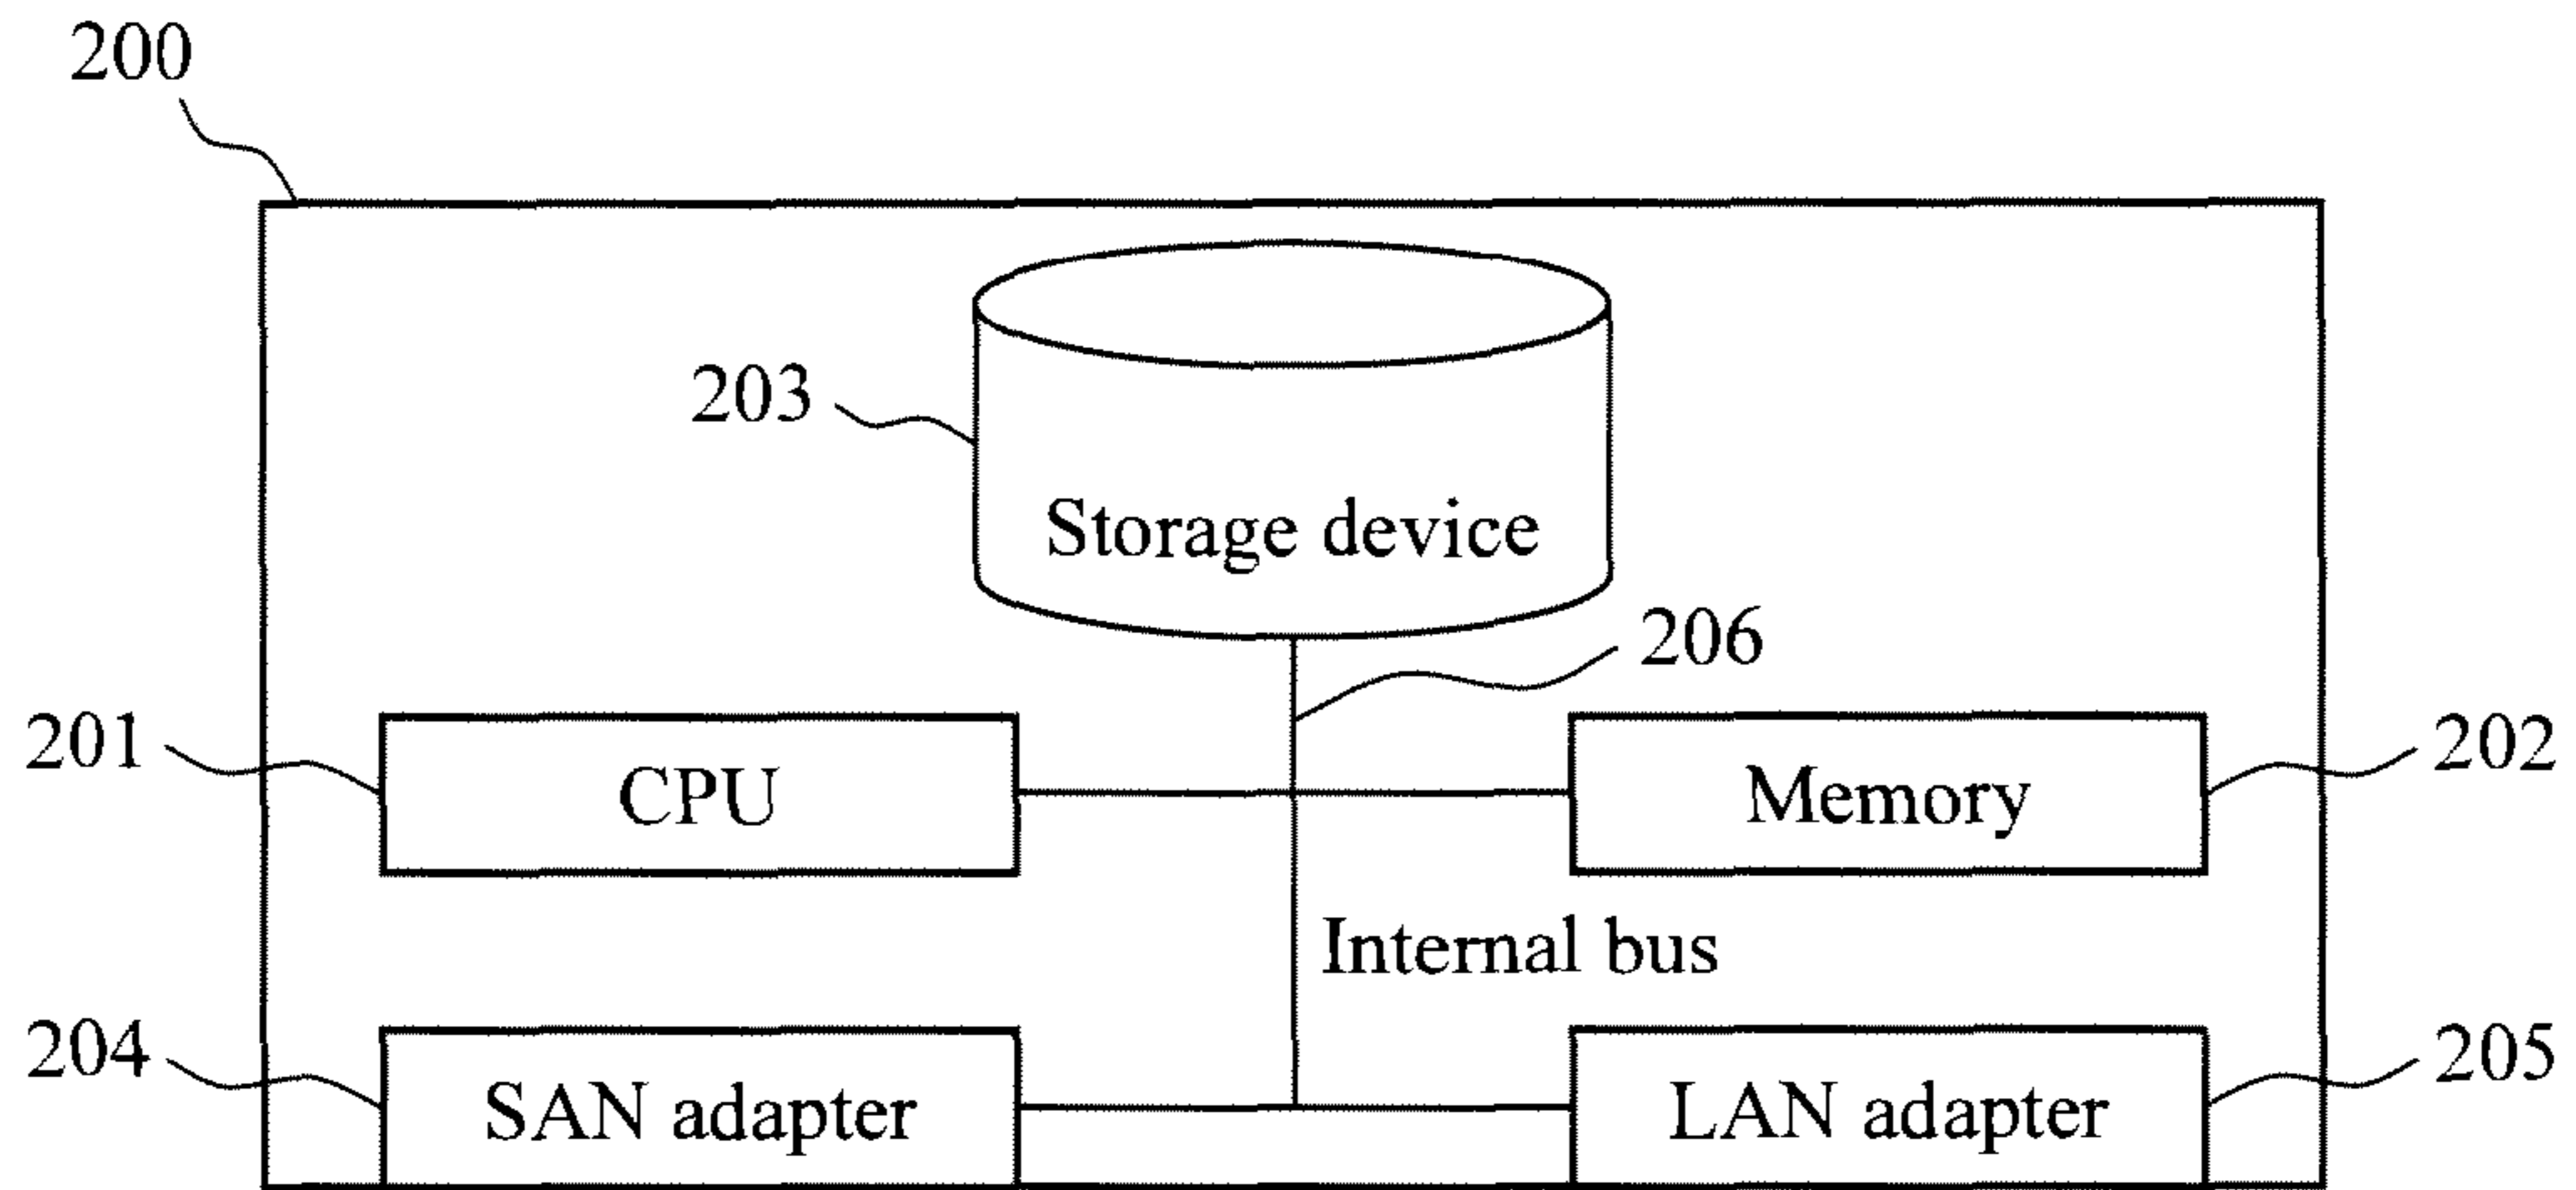 200
203
Storage device
206
201
CPU
Memory
202
Internal bus
204
SAN adapter
LAN adapter
205